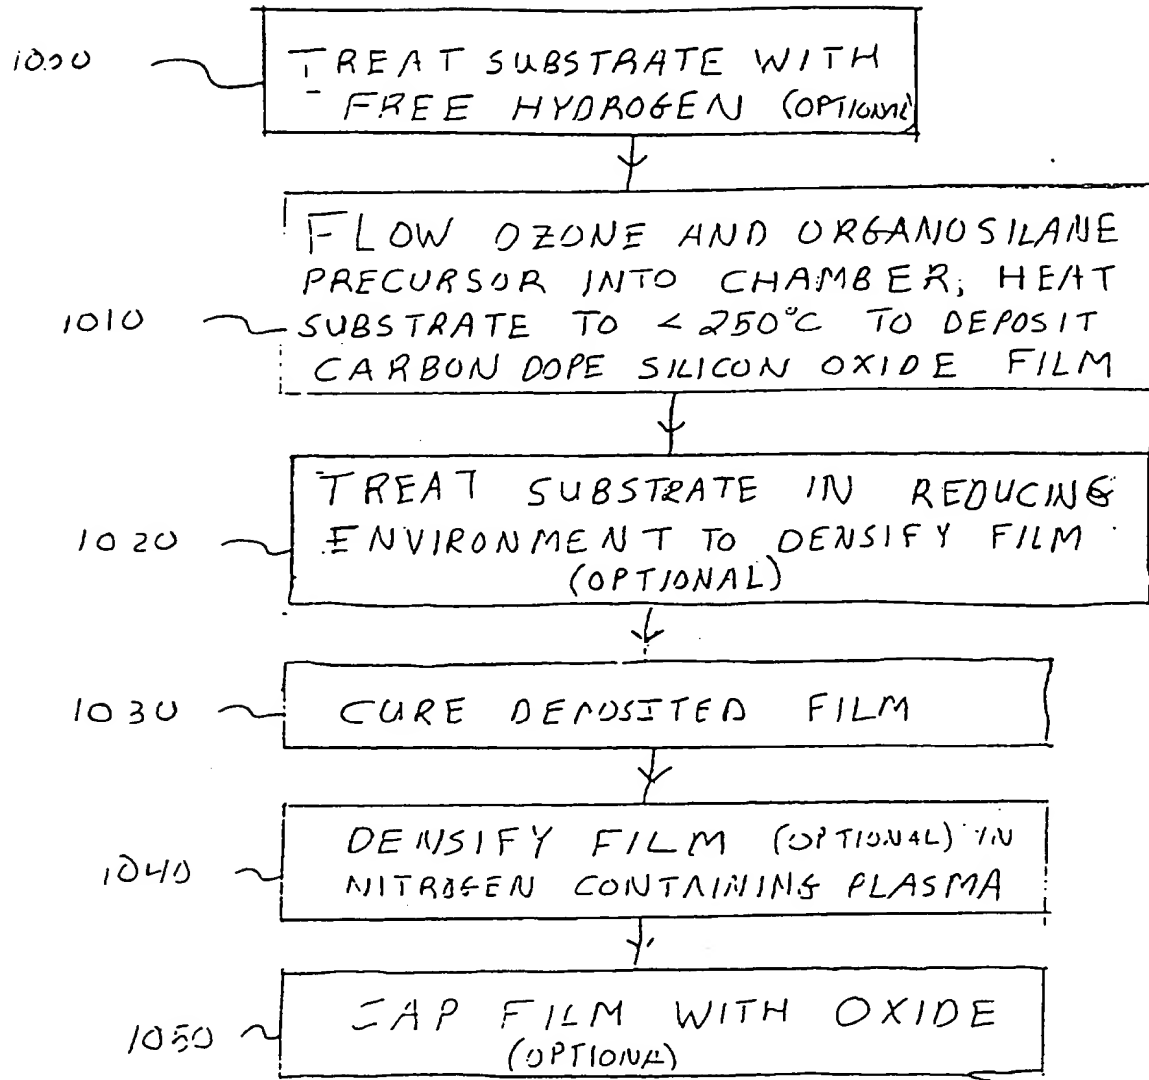 1000
TREAT SUBSTRATE WITH
FREE HYDROGEN (OPTIONAL)
1010
FLOW OZONE AND ORGANOSILANE
PRECURSOR INTO CHAMBER; HEAT
SUBSTRATE TO < 250°C TO DEPOSIT
CARBON DOPE SILICON OXIDE FILM
1020
TREAT SUBSTRATE IN REDUCING
ENVIRONMENT TO DENSIFY FILM
(OPTIONAL)
1030
CURE DEPOSITED FILM
1040
DENSIFY FILM (OPTIONAL) IN
NITROGEN CONTAINING PLASMA
1050
CAP FILM WITH OXIDE
(OPTIONAL)